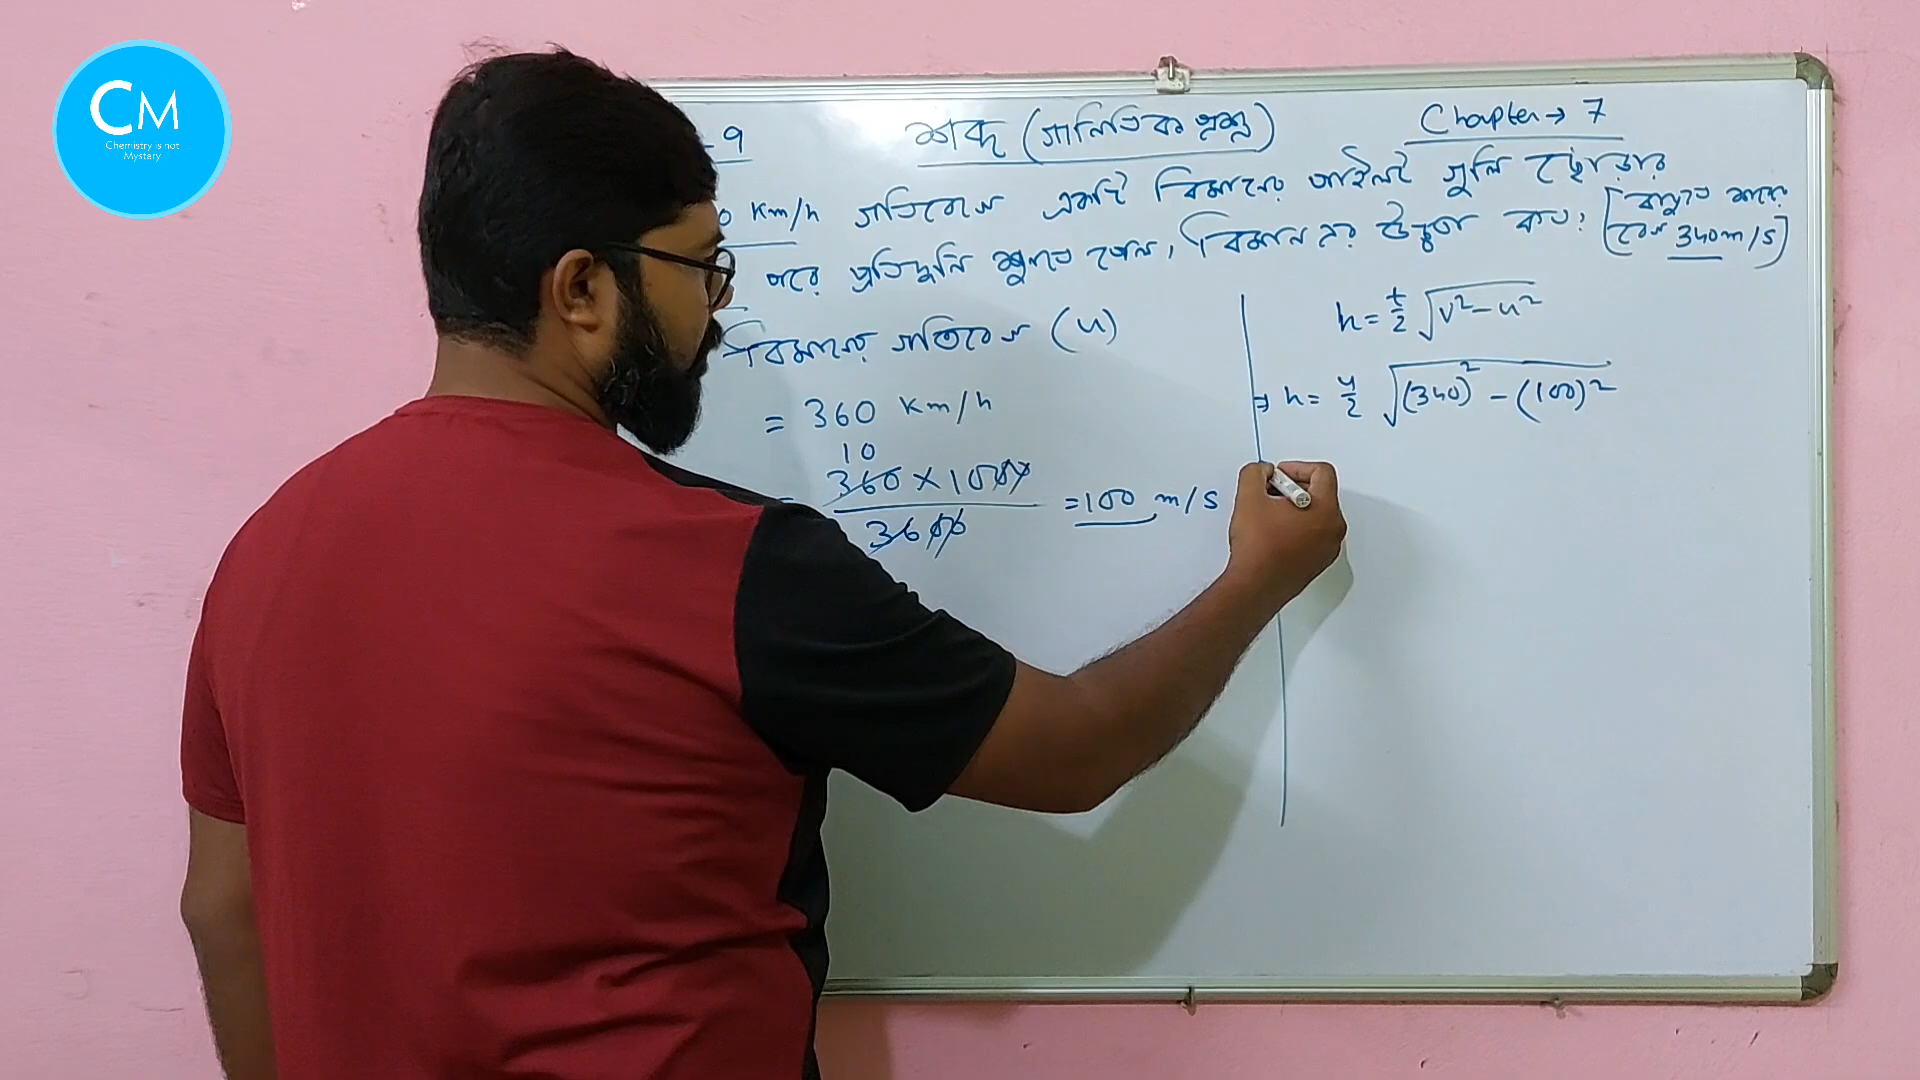 CM
Chemistry is not
Mystery
- 9
শব্দ (গানিতিক প্রশ্ন)
Chapter → 7
0 Km/h গতিবেগে একটি বিমানের পাইলট গুলি ছোড়ার
পরে প্রতিধ্বনি শুনতে পেল, বিমানের উচ্চতা কত? [বায়ুতে শব্দের
বেগ 340m/s]
বিমানের গতিবেগ (u)
= 360 Km/h
10
= 360 × 1000
3600
= 100 m/s
h = t/2 √v² - u²
⇒ h = 4/2 √(340)² - (100)²